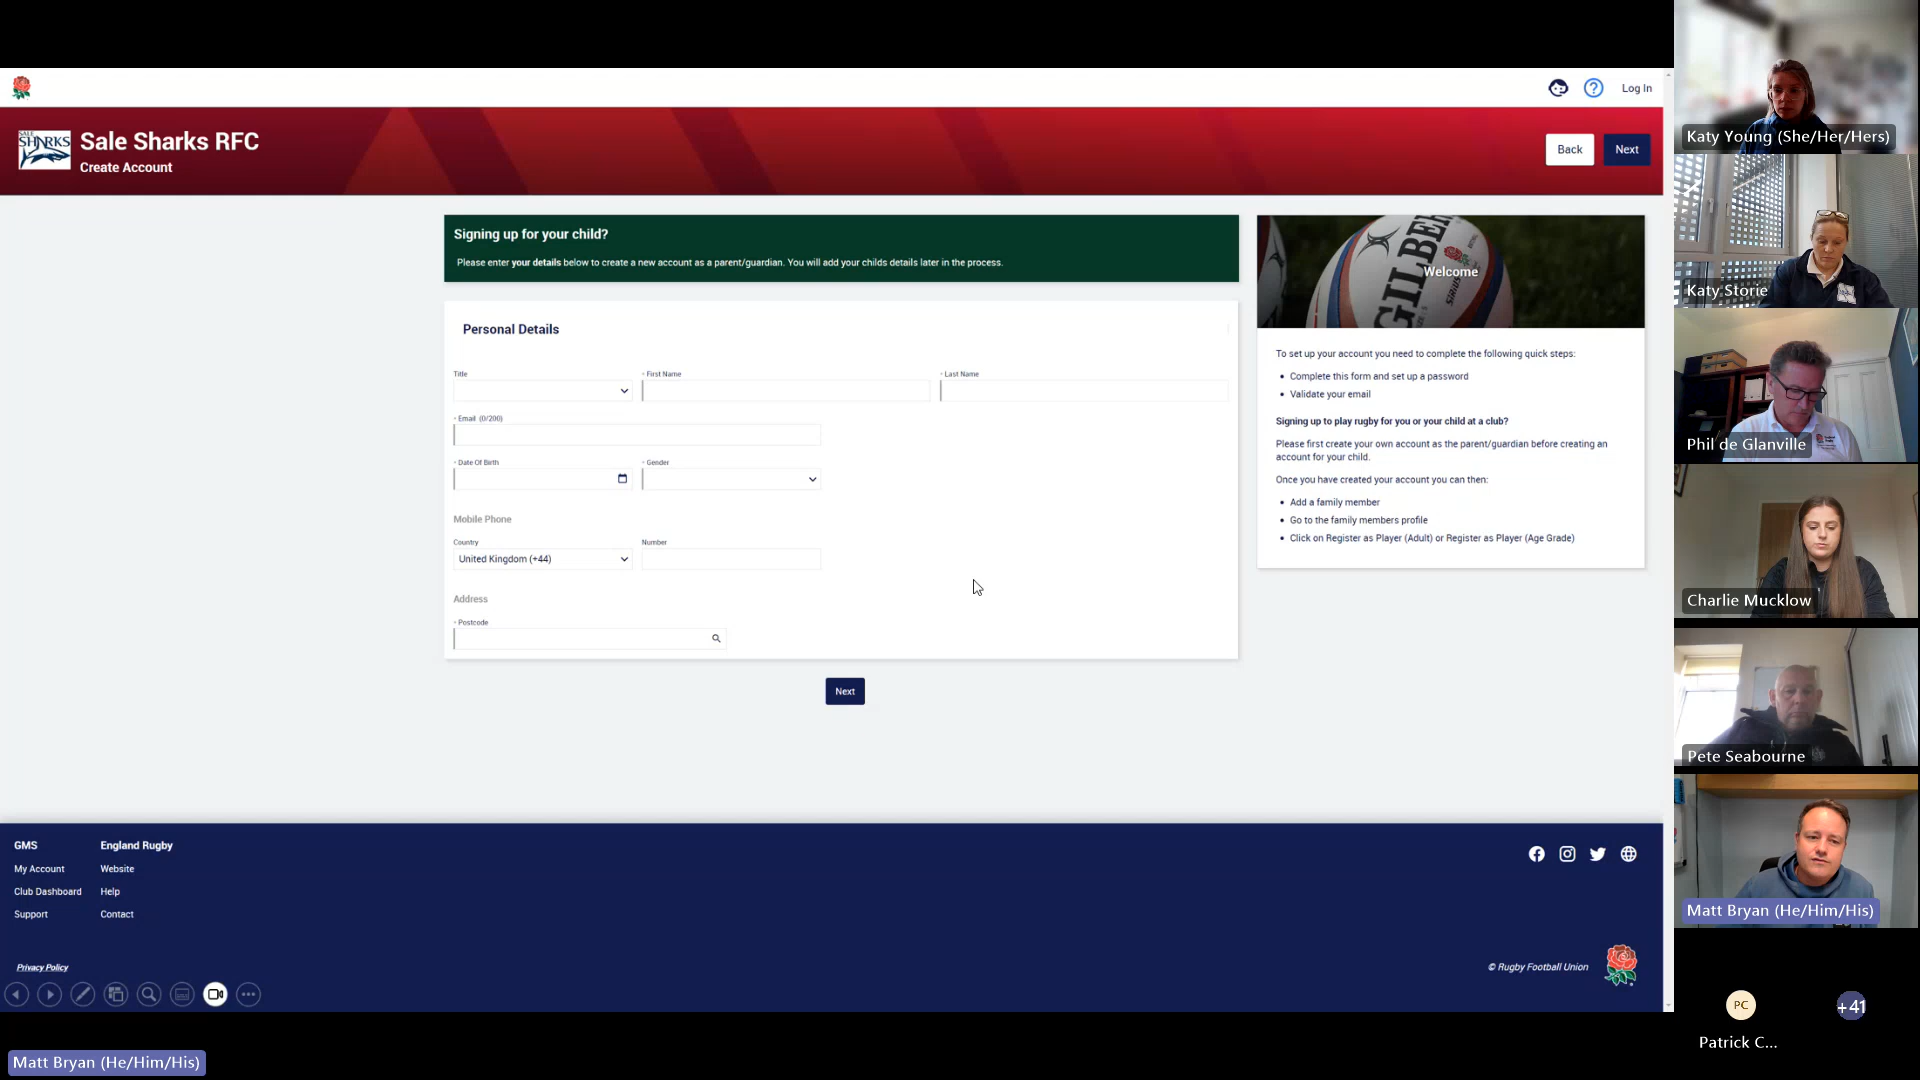 Log In
SALE
SHARKS
Sale Sharks RFC
Create Account
Back
Next
Signing up for your child?
Please enter your details below to create a new account as a parent/guardian. You will add your childs details later in the process.
Personal Details
Title
* First Name
* Last Name
* Email (0/200)
* Date Of Birth
* Gender
Mobile Phone
Country
Number
United Kingdom (+44)
Address
* Postcode
Next
GILBERT
SIRIUS
Welcome
To set up your account you need to complete the following quick steps:
• Complete this form and set up a password
• Validate your email
Signing up to play rugby for you or your child at a club?
Please first create your own account as the parent/guardian before creating an
account for your child.
Once you have created your account you can then:
• Add a family member
• Go to the family members profile
• Click on Register as Player (Adult) or Register as Player (Age Grade)
GMS
My Account
Club Dashboard
Support
England Rugby
Website
Help
Contact
Privacy Policy
© Rugby Football Union
Matt Bryan (He/Him/His)
Katy Young (She/Her/Hers)
Katy Storie
Phil de Glanville
Charlie Mucklow
Pete Seabourne
Matt Bryan (He/Him/His)
PC
+41
Patrick C...